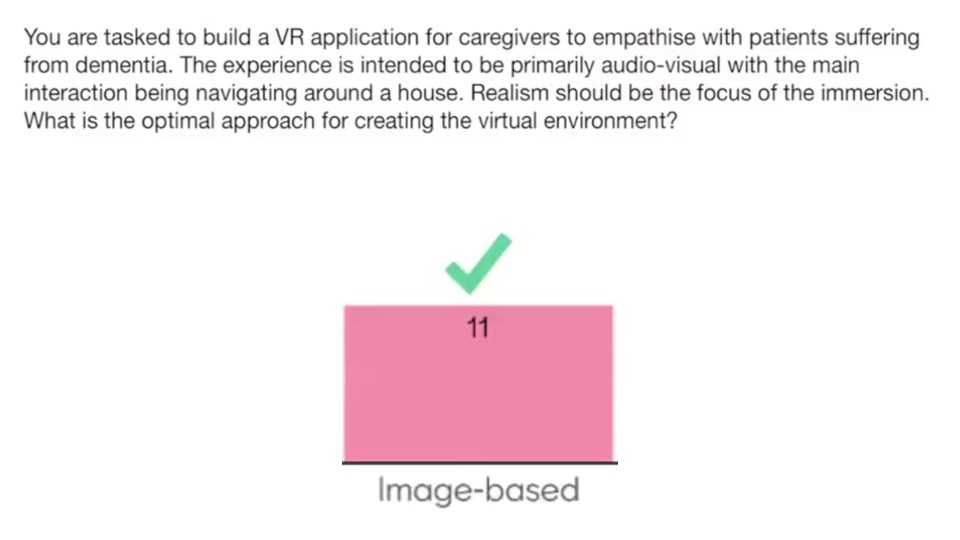 You are tasked to build a VR application for caregivers to empathise with patients suffering
from dementia. The experience is intended to be primarily audio-visual with the main
interaction being navigating around a house. Realism should be the focus of the immersion.
What is the optimal approach for creating the virtual environment?
11
Image-based